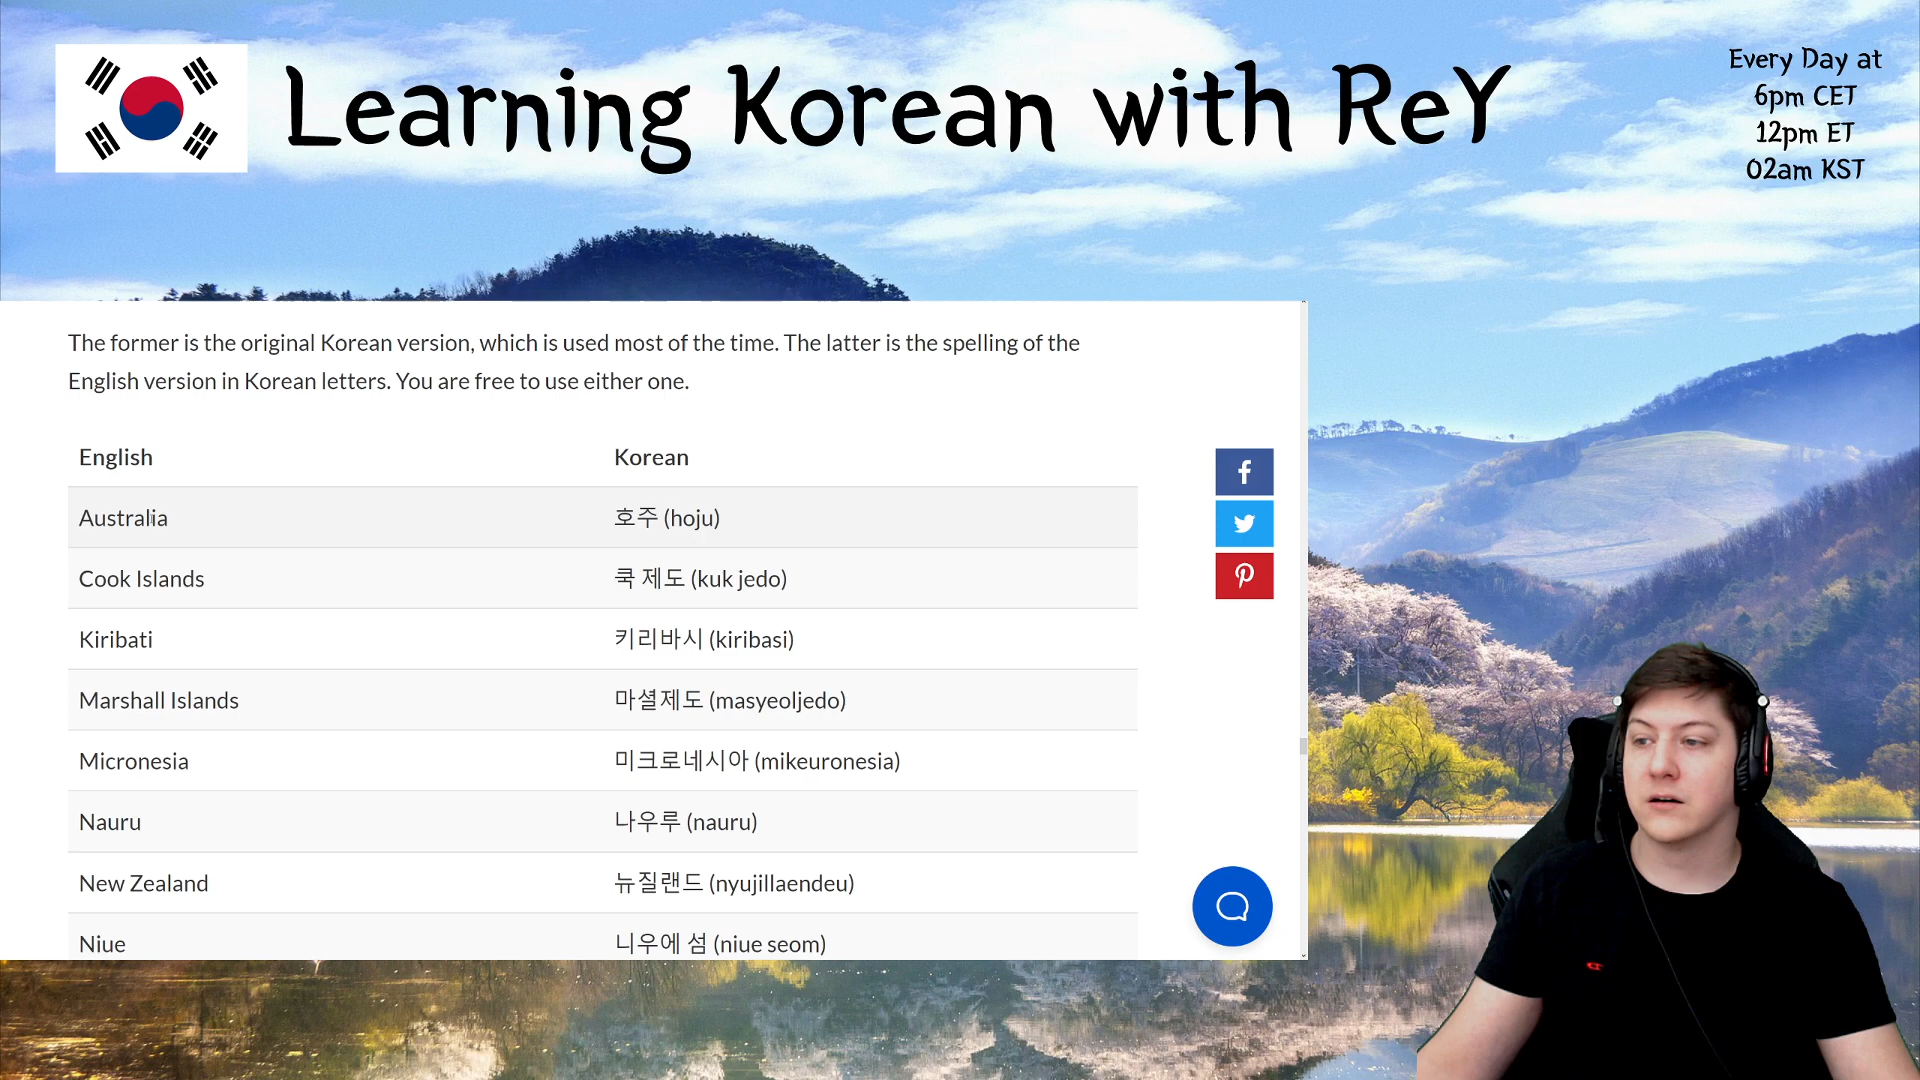 Learning Korean with ReY
Every Day at
6pm CET
12pm ET
02am KST
The former is the original Korean version, which is used most of the time. The latter is the spelling of the
English version in Korean letters. You are free to use either one.
English Korean
Australia 호주 (hoju)
Cook Islands 쿡 제도 (kuk jedo)
Kiribati 키리바시 (kiribasi)
Marshall Islands 마셜제도 (masyeoljedo)
Micronesia 미크로네시아 (mikeuronesia)
Nauru 나우루 (nauru)
New Zealand 뉴질랜드 (nyujillaendeu)
Niue 니우에 섬 (niue seom)